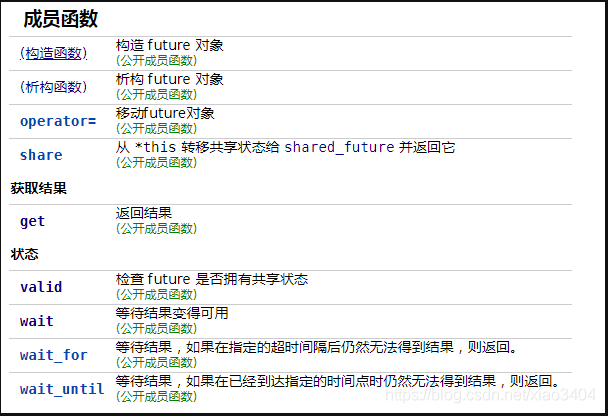 成员函数
(构造函数) 构造 future 对象
(公开成员函数)
(析构函数) 析构 future 对象
(公开成员函数)
operator= 移动future对象
(公开成员函数)
share 从 *this 转移共享状态给 shared_future 并返回它
(公开成员函数)
获取结果
get 返回结果
(公开成员函数)
状态
valid 检查 future 是否拥有共享状态
(公开成员函数)
wait 等待结果变得可用
(公开成员函数)
wait_for 等待结果，如果在指定的超时间隔后仍然无法得到结果，则返回。
(公开成员函数)
wait_until 等待结果，如果在已经到达指定的时间点时仍然无法得到结果，则返回。
(公开成员函数)
https://blog.csdn.net/xiao3404